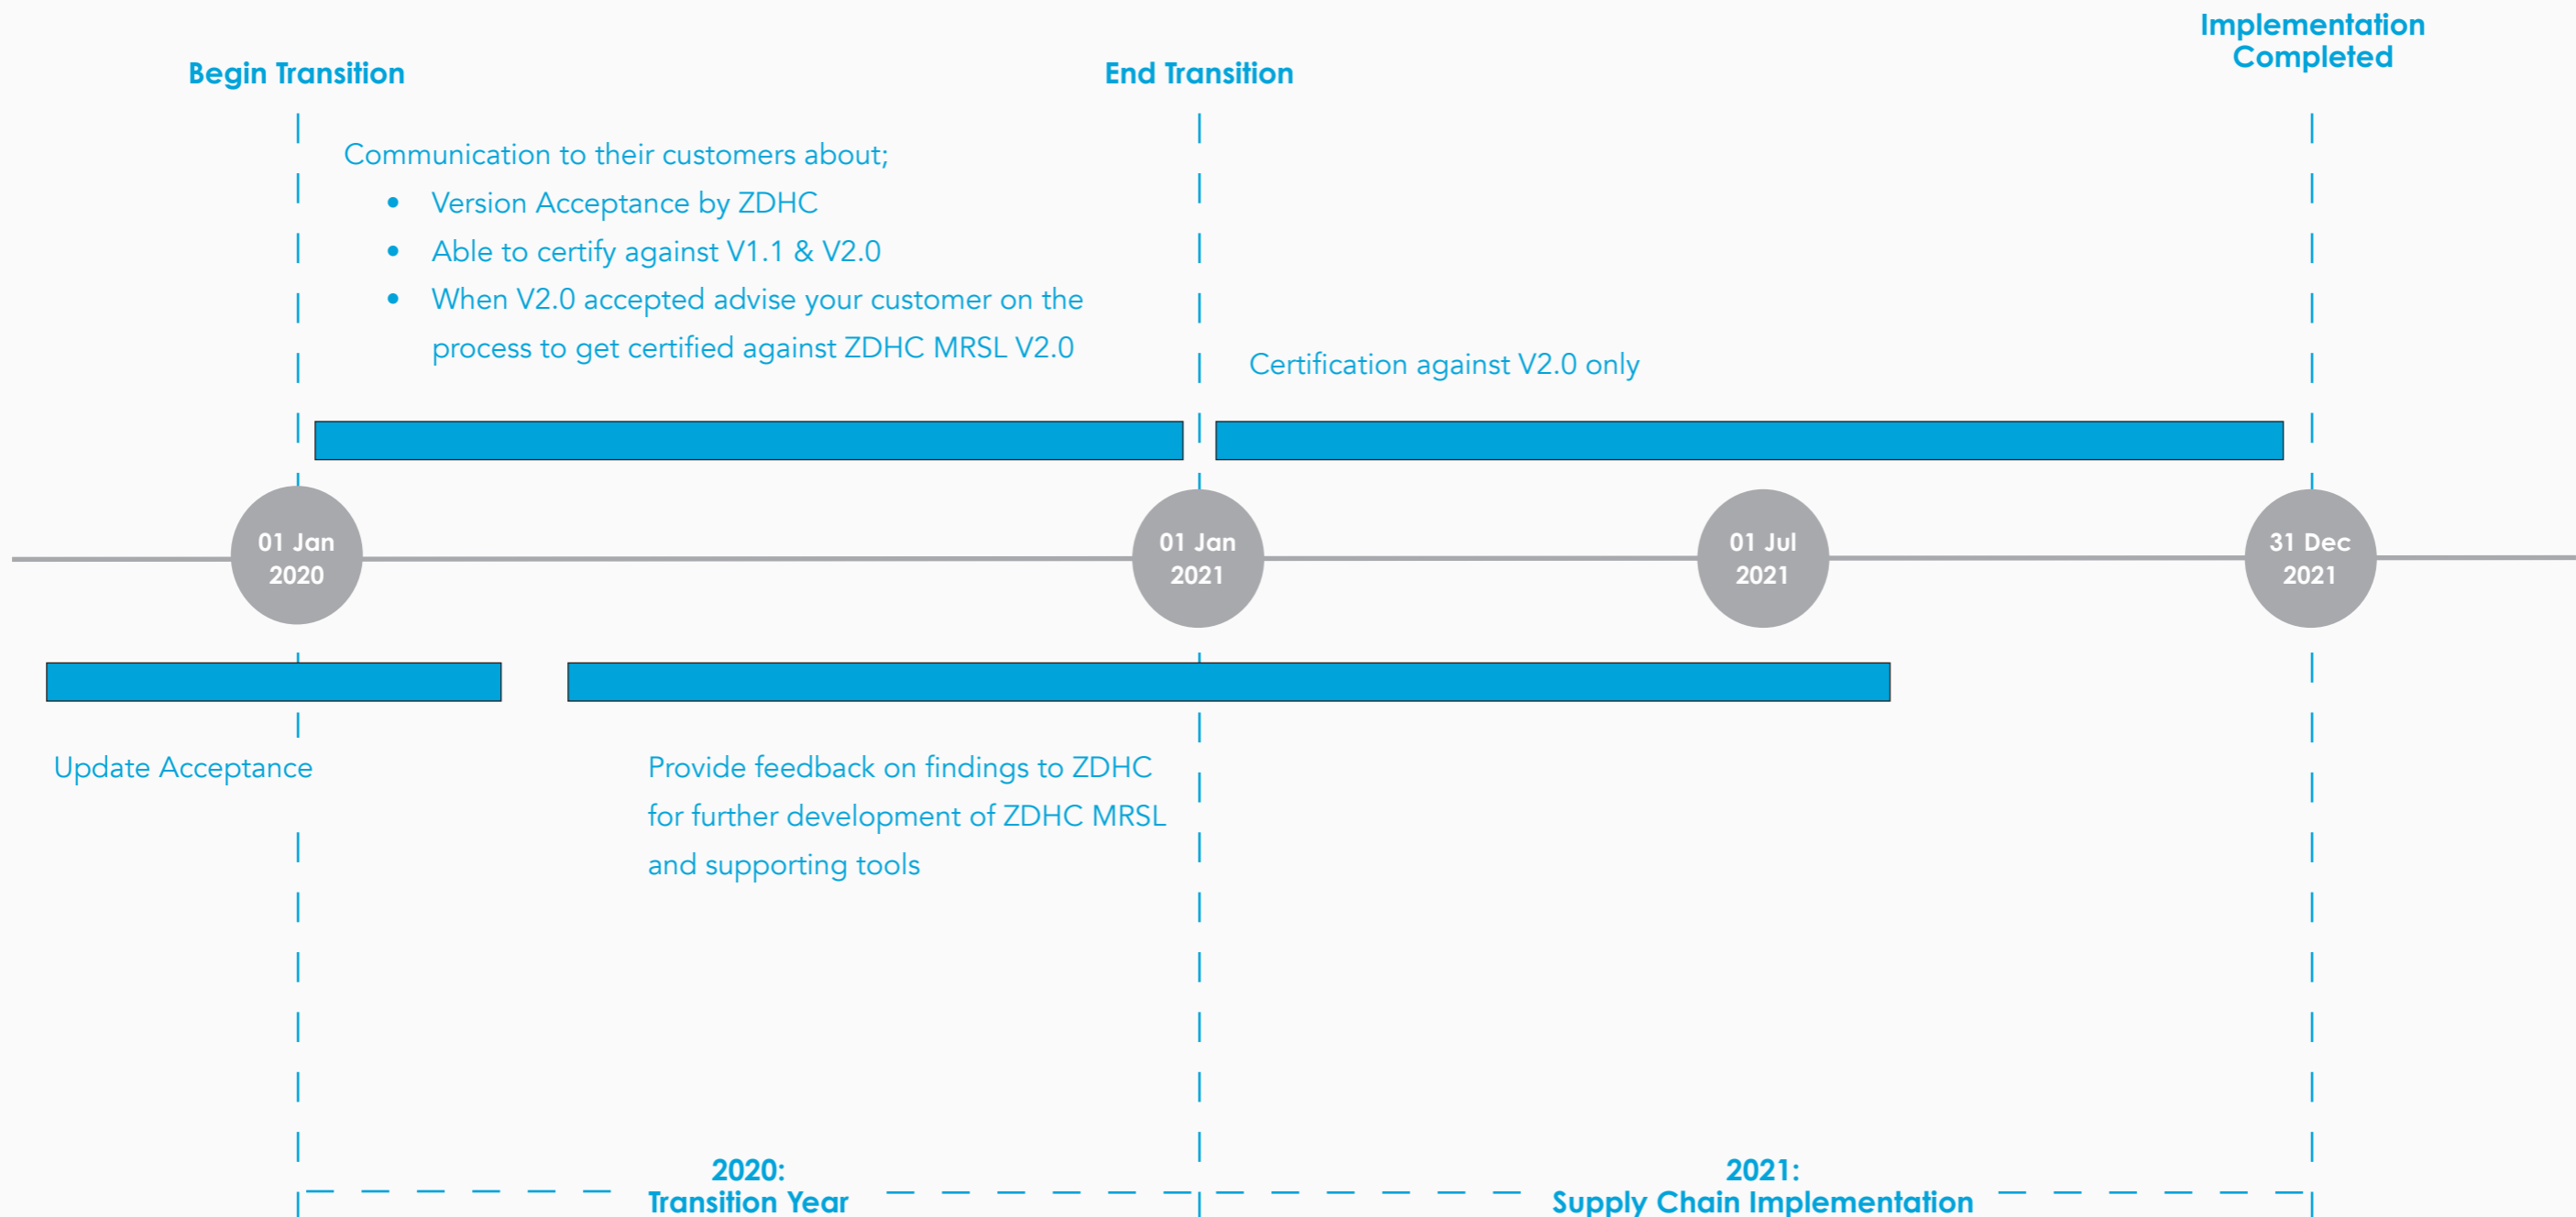 Implementation
Completed
Begin Transition
End Transition
Communication to their customers about;
• Version Acceptance by ZDHC
• Able to certify against V1.1 & V2.0
• When V2.0 accepted advise your customer on the
process to get certified against ZDHC MRSL V2.0
Certification against V2.0 only
01 Jan
2020
01 Jan
2021
01 Jul
2021
31 Dec
2021
Update Acceptance
Provide feedback on findings to ZDHC
for further development of ZDHC MRSL
and supporting tools
2020:
Transition Year
2021:
Supply Chain Implementation